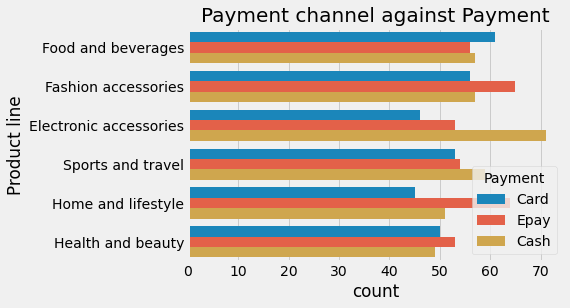 Payment channel against Payment
Product line
Food and beverages
Fashion accessories
Electronic accessories
Sports and travel
Home and lifestyle
Health and beauty
Payment
Card
Epay
Cash
0 10 20 30 40 50 60 70
count